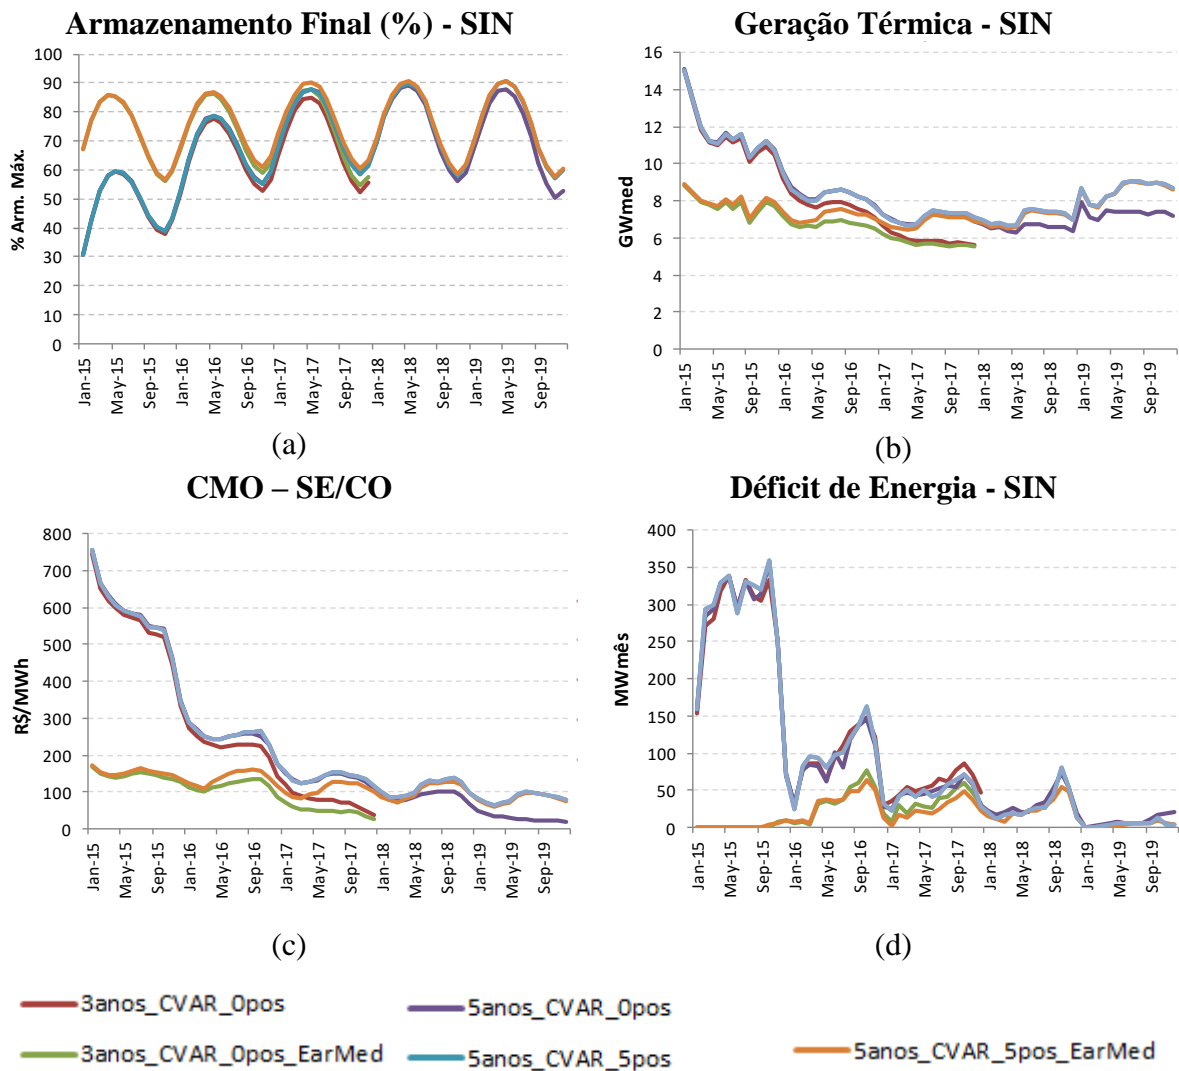 Armazenamento Final (%) - SIN
% Arm. Máx.
100
90
80
70
60
50
40
30
20
10
0
Jan-15
May-15
Sep-15
Jan-16
May-16
Sep-16
Jan-17
May-17
Sep-17
Jan-18
May-18
Sep-18
Jan-19
May-19
Sep-19
(a)
Geração Térmica - SIN
GWmed
16
14
12
10
8
6
4
2
0
Jan-15
May-15
Sep-15
Jan-16
May-16
Sep-16
Jan-17
May-17
Sep-17
Jan-18
May-18
Sep-18
Jan-19
May-19
Sep-19
(b)
CMO – SE/CO
R$/MWh
800
700
600
500
400
300
200
100
0
Jan-15
May-15
Sep-15
Jan-16
May-16
Sep-16
Jan-17
May-17
Sep-17
Jan-18
May-18
Sep-18
Jan-19
May-19
Sep-19
(c)
Déficit de Energia - SIN
MWmês
400
350
300
250
200
150
100
50
0
Jan-15
May-15
Sep-15
Jan-16
May-16
Sep-16
Jan-17
May-17
Sep-17
Jan-18
May-18
Sep-18
Jan-19
May-19
Sep-19
(d)
3anos_CVAR_0pos
5anos_CVAR_0pos
3anos_CVAR_0pos_EarMed
5anos_CVAR_5pos
5anos_CVAR_5pos_EarMed